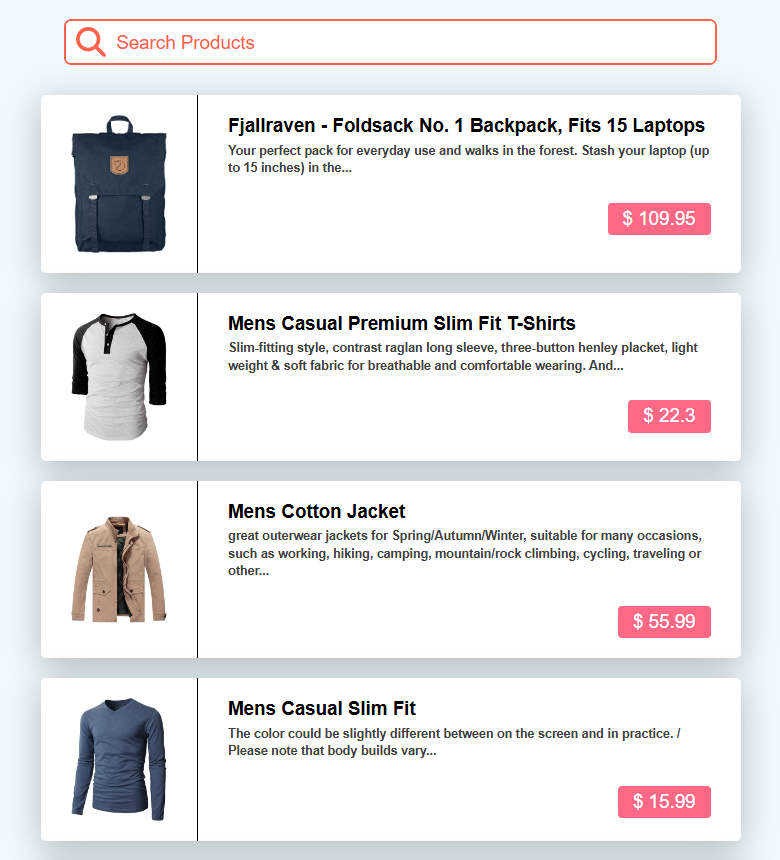 Search Products
Fjallraven - Foldsack No. 1 Backpack, Fits 15 Laptops
Your perfect pack for everyday use and walks in the forest. Stash your laptop (up
to 15 inches) in the...
$ 109.95
Mens Casual Premium Slim Fit T-Shirts
Slim-fitting style, contrast raglan long sleeve, three-button henley placket, light
weight & soft fabric for breathable and comfortable wearing. And...
$ 22.3
Mens Cotton Jacket
great outerwear jackets for Spring/Autumn/Winter, suitable for many occasions,
such as working, hiking, camping, mountain/rock climbing, cycling, traveling or
other...
$ 55.99
Mens Casual Slim Fit
The color could be slightly different between on the screen and in practice. /
Please note that body builds vary...
$ 15.99